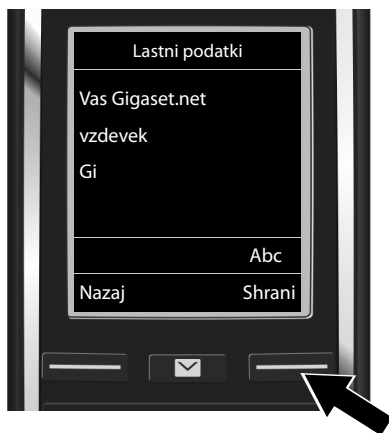 Lastni podatki
Vas Gigaset.net
vzdevek
Gi
Abc
Nazaj Shrani